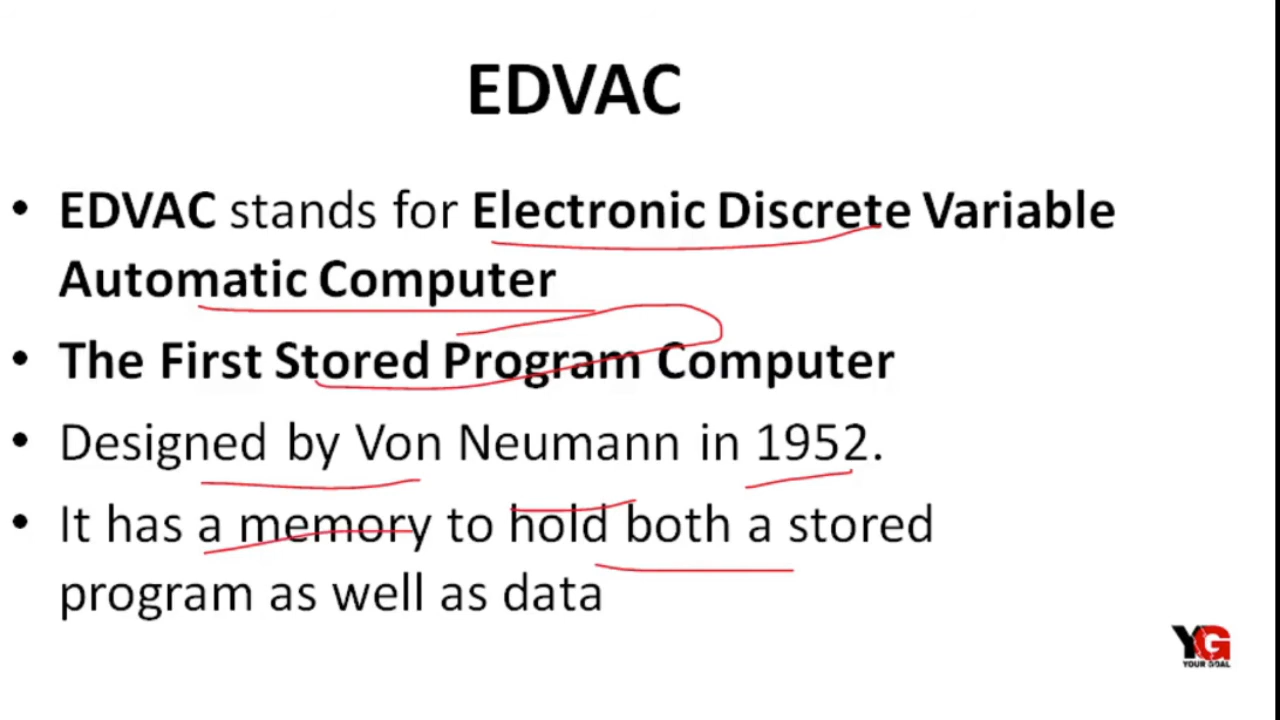 EDVAC
• EDVAC stands for Electronic Discrete Variable
Automatic Computer
• The First Stored Program Computer
• Designed by Von Neumann in 1952.
• It has a memory to hold both a stored
program as well as data
YG
YOUR GOAL